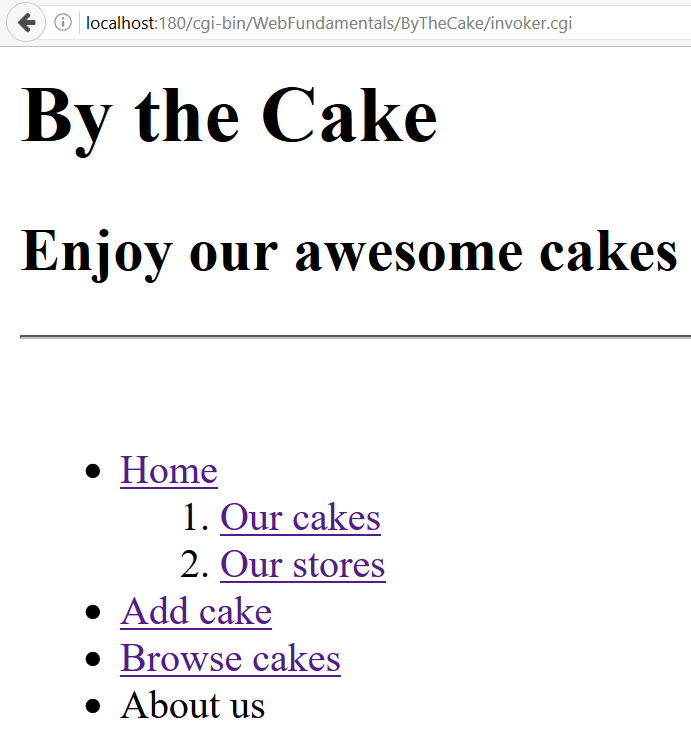 localhost:180/cgi-bin/WebFundamentals/ByTheCake/invoker.cgi
By the Cake
Enjoy our awesome cakes
Home
1. Our cakes
2. Our stores
Add cake
Browse cakes
About us